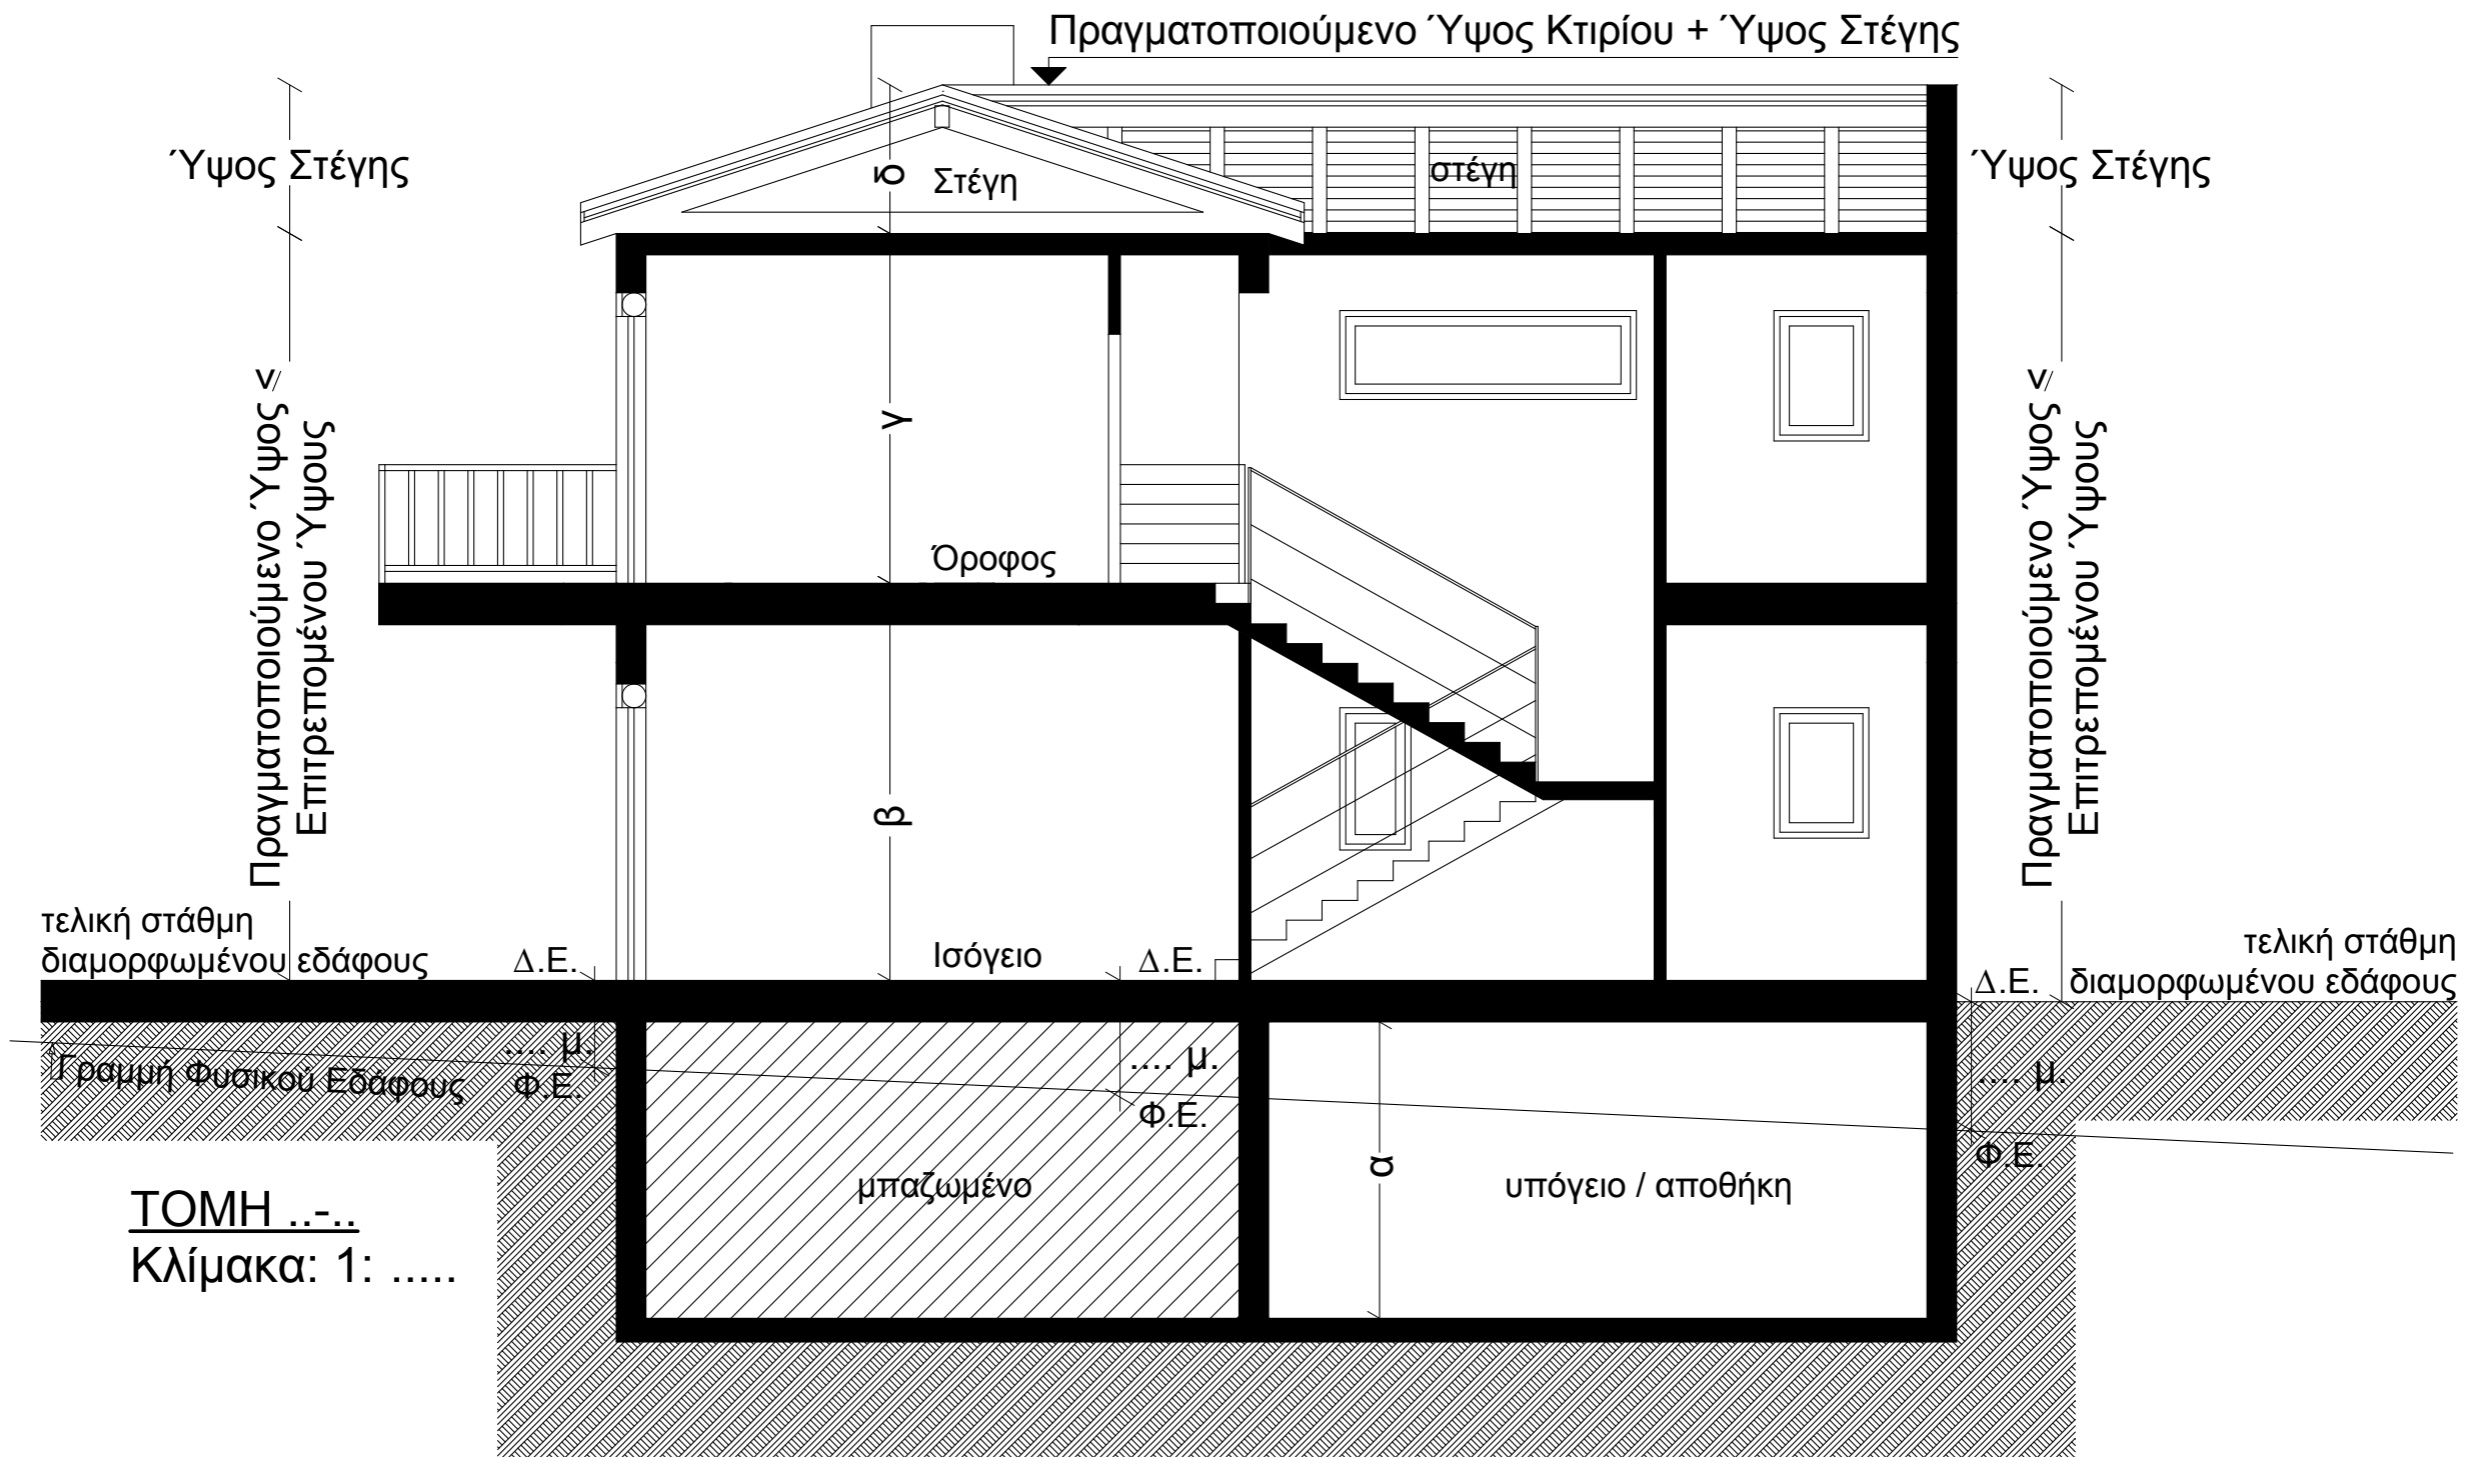 Πραγματοποιούμενο Ύψος Κτιρίου + Ύψος Στέγης
Ύψος Στέγης
δ
Στέγη
στέγη
Ύψος Στέγης
Πραγματοποιούμενο Ύψος ≤
Επιτρεπομένου Ύψους
γ
Όροφος
Πραγματοποιούμενο Ύψος ≤
Επιτρεπομένου Ύψους
β
τελική στάθμη
διαμορφωμένου εδάφους
Δ.Ε.
Ισόγειο
Δ.Ε.
τελική στάθμη
Δ.Ε. διαμορφωμένου εδάφους
Γραμμή Φυσικού Εδάφους
.... μ.
Φ.Ε.
.... μ.
Φ.Ε.
.... μ.
Φ.Ε.
μπαζωμένο
α
υπόγειο / αποθήκη
ΤΟΜΗ ..-..
Κλίμακα: 1: .....